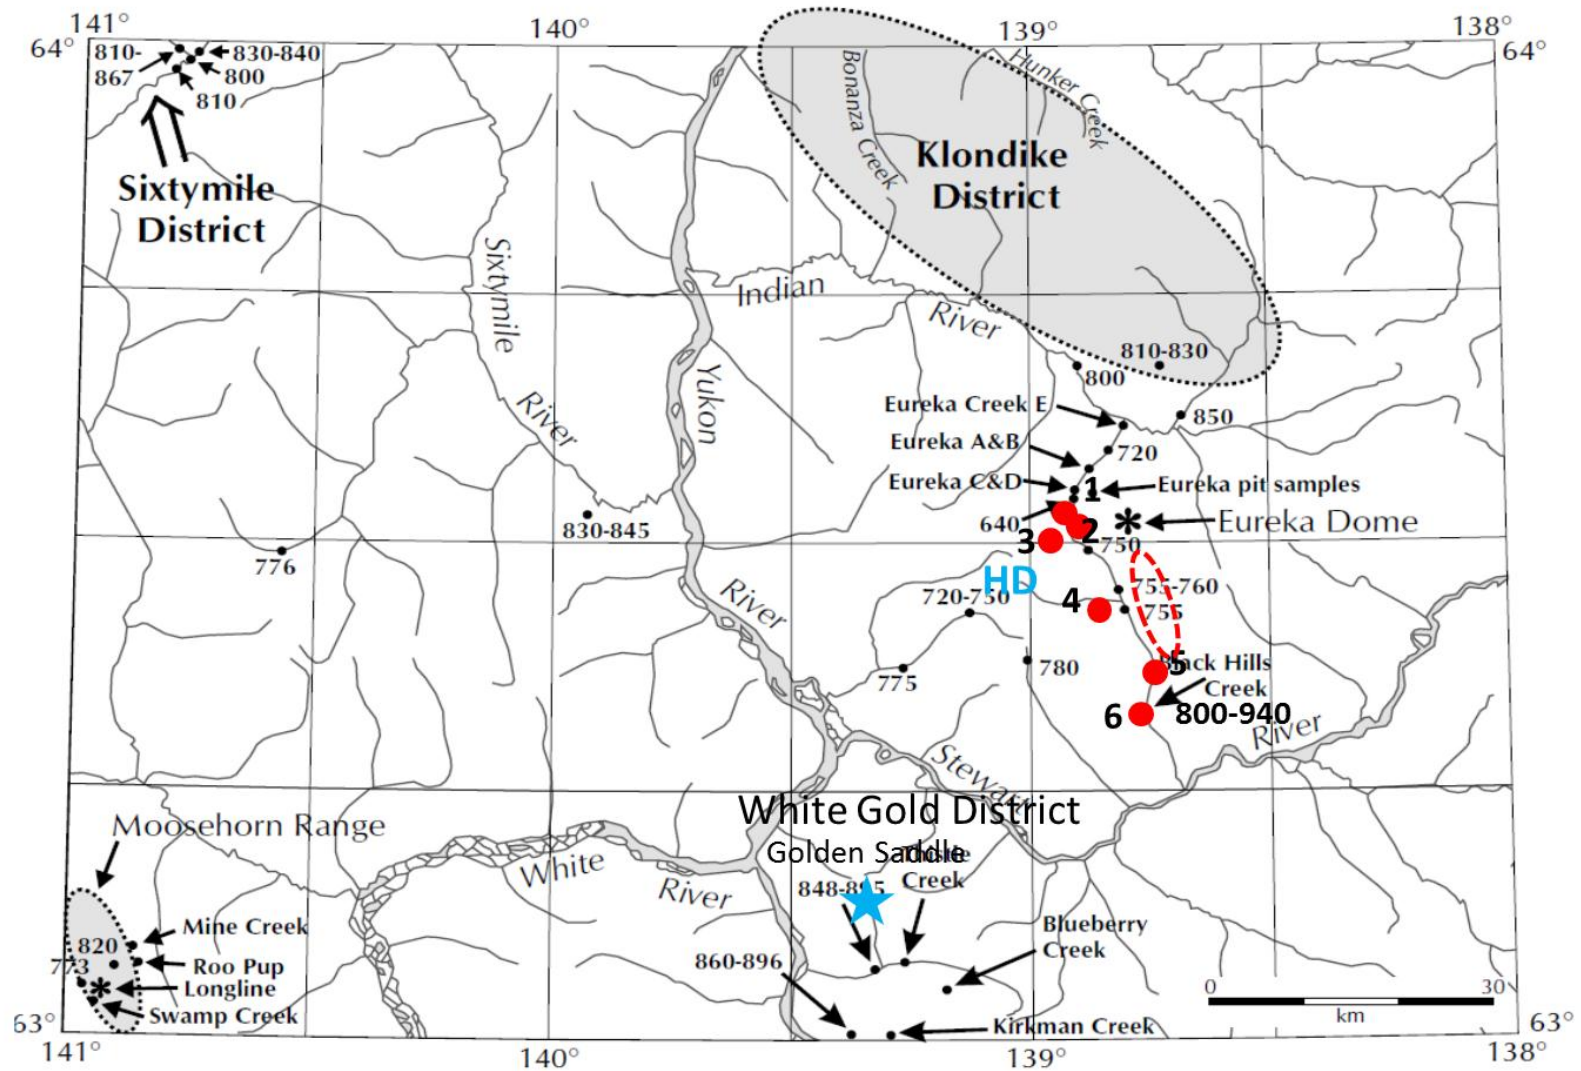 141°
140°
139°
138°
64°
64°
810-
867
830-840
800
810
Sixtymile
District
Bonanza Creek
Hunker Creek
Klondike
District
Sixtymile
River
Indian
River
Yukon
River
810-830
800
Eureka Creek E
850
Eureka A&B
720
Eureka C&D
1
Eureka pit samples
640
2
Eureka Dome
3
750
830-845
776
HD
720-750
4
755-760
755
775
780
5
Hills
Creek
6
800-940
River
White Gold District
Golden Saddle
Creek
Moosehorn Range
White
River
848-895
Blueberry
Creek
Mine Creek
820
773
Roo Pup
Longline
Swamp Creek
860-896
Kirkman Creek
0
30
km
63°
63°
141°
140°
139°
138°